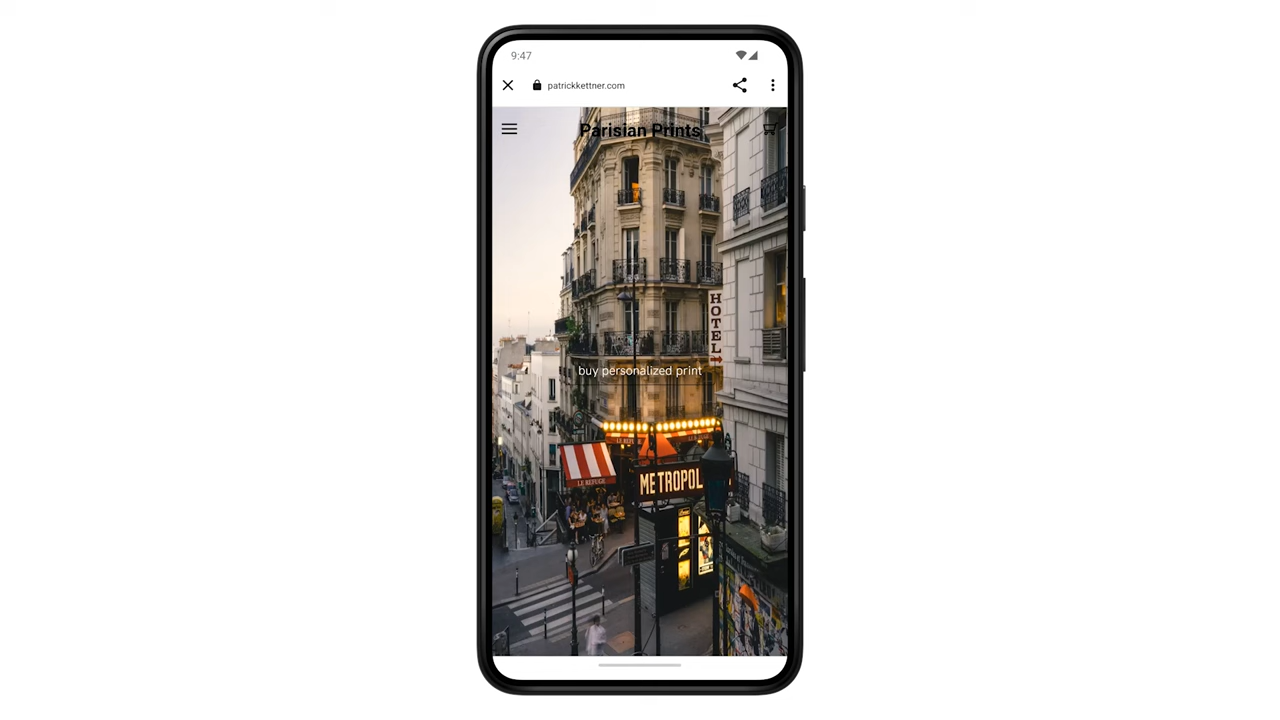 9:47
patrickkettner.com
Parisian Prints
HOTEL
buy personalized print
LE REFUGE
METROPOL